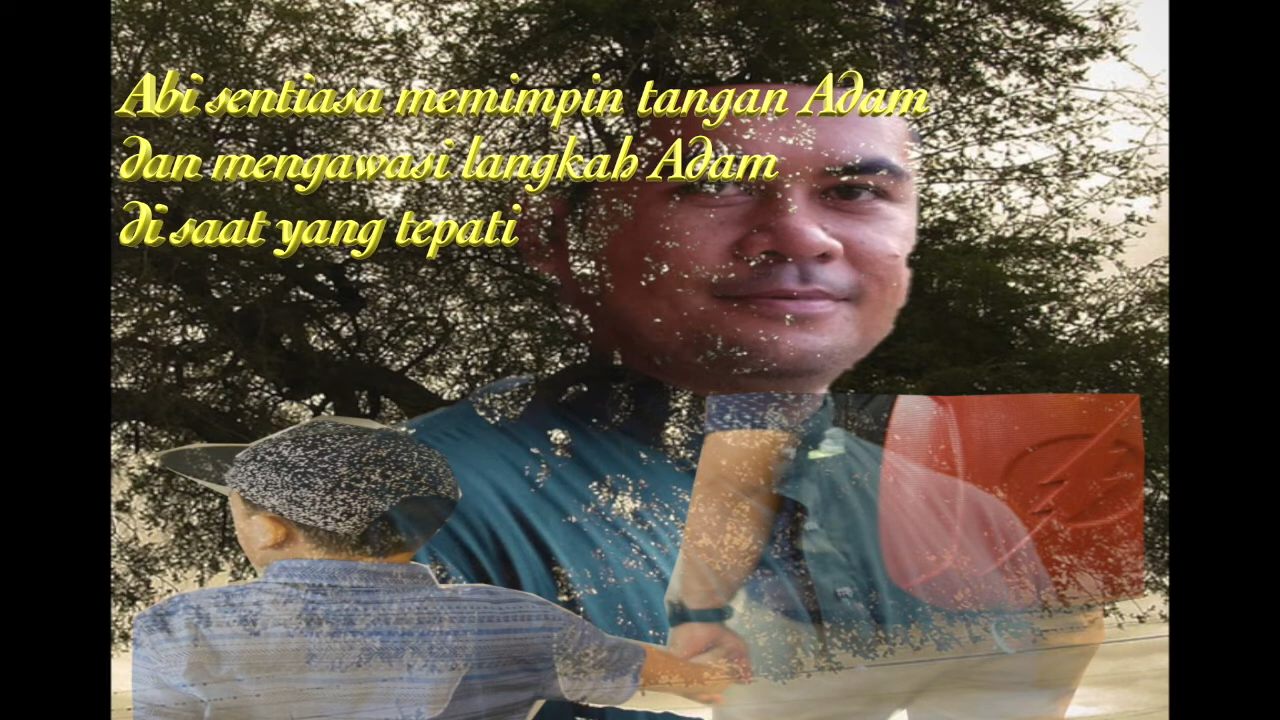 Abi sentiasa memimpin tangan Adam
dan mengawasi langkah Adam
di saat yang tepati